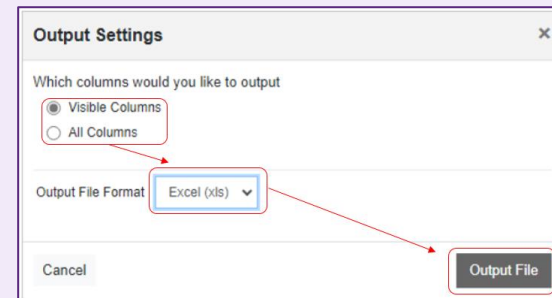 Output Settings ×
Which columns would you like to output
Visible Columns
All Columns
Output File Format Excel (xls)
Cancel Output File